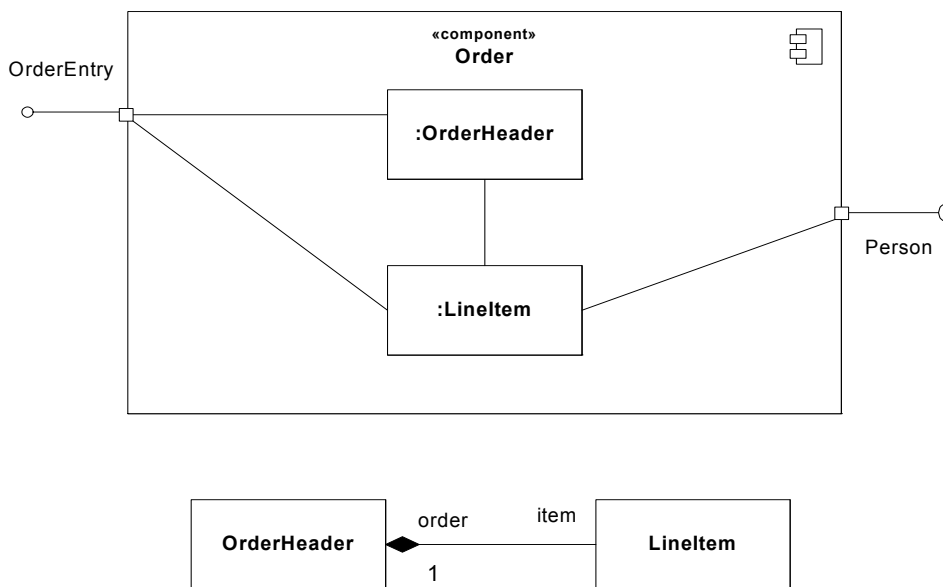 «component»
Order
OrderEntry
:OrderHeader
Person
:LineItem
order
item
OrderHeader
LineItem
1